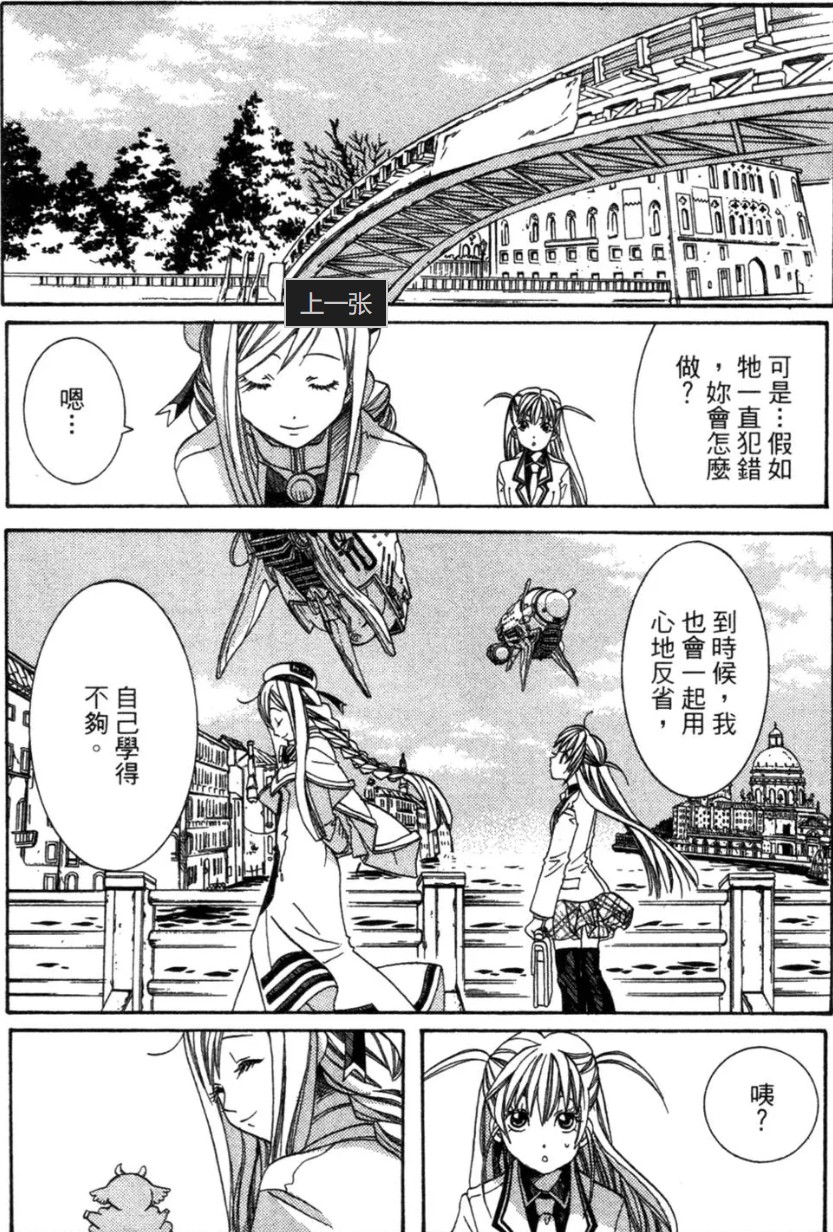 上一张
可是…假如
牠一直犯錯
，妳會怎麼
做？
嗯…
到時候，我
也會一起用
心地反省，
自己學得
不夠。
咦？